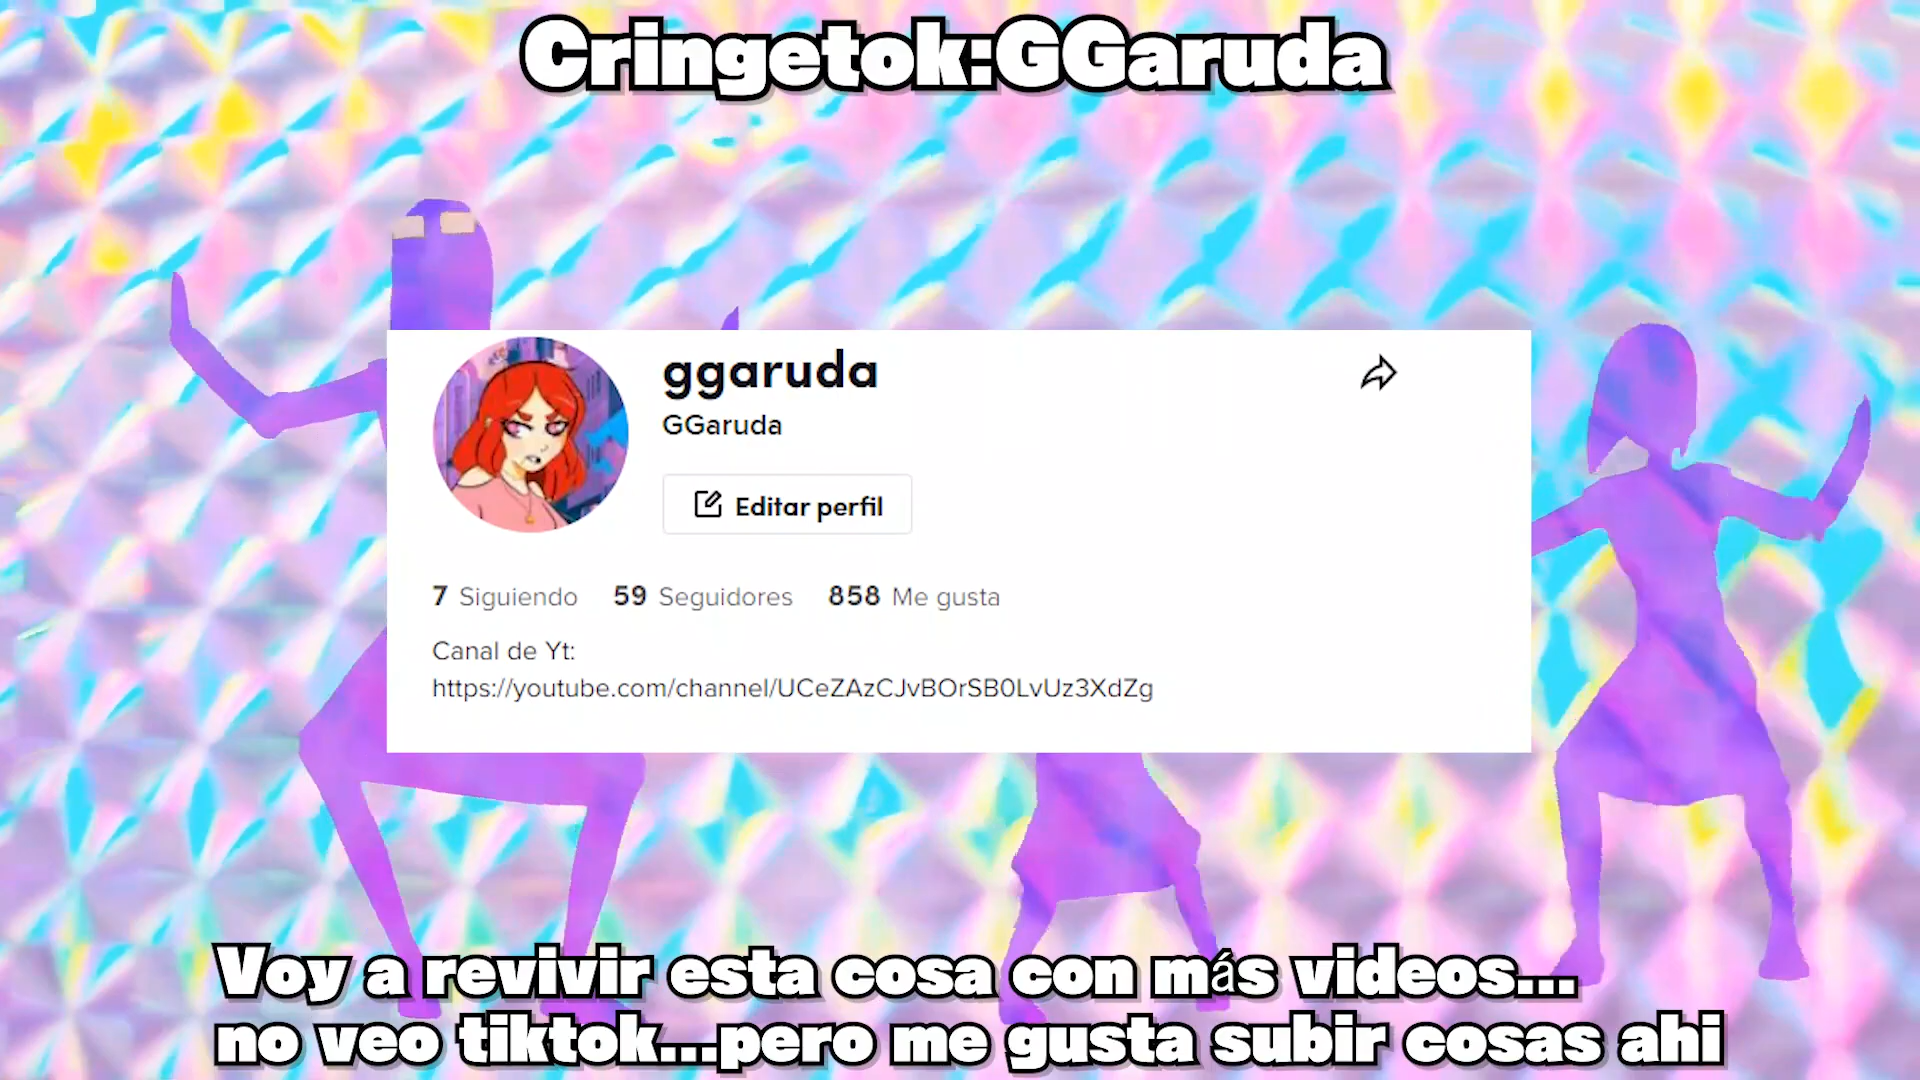 Cringetok:GGaruda
ggaruda
GGaruda
Editar perfil
7 Siguiendo 59 Seguidores 858 Me gusta
Canal de Yt:
https://youtube.com/channel/UCeZAzCJvBOrSB0LvUz3XdZg
Voy a revivir esta cosa con más videos...
no veo tiktok...pero me gusta subir cosas ahi